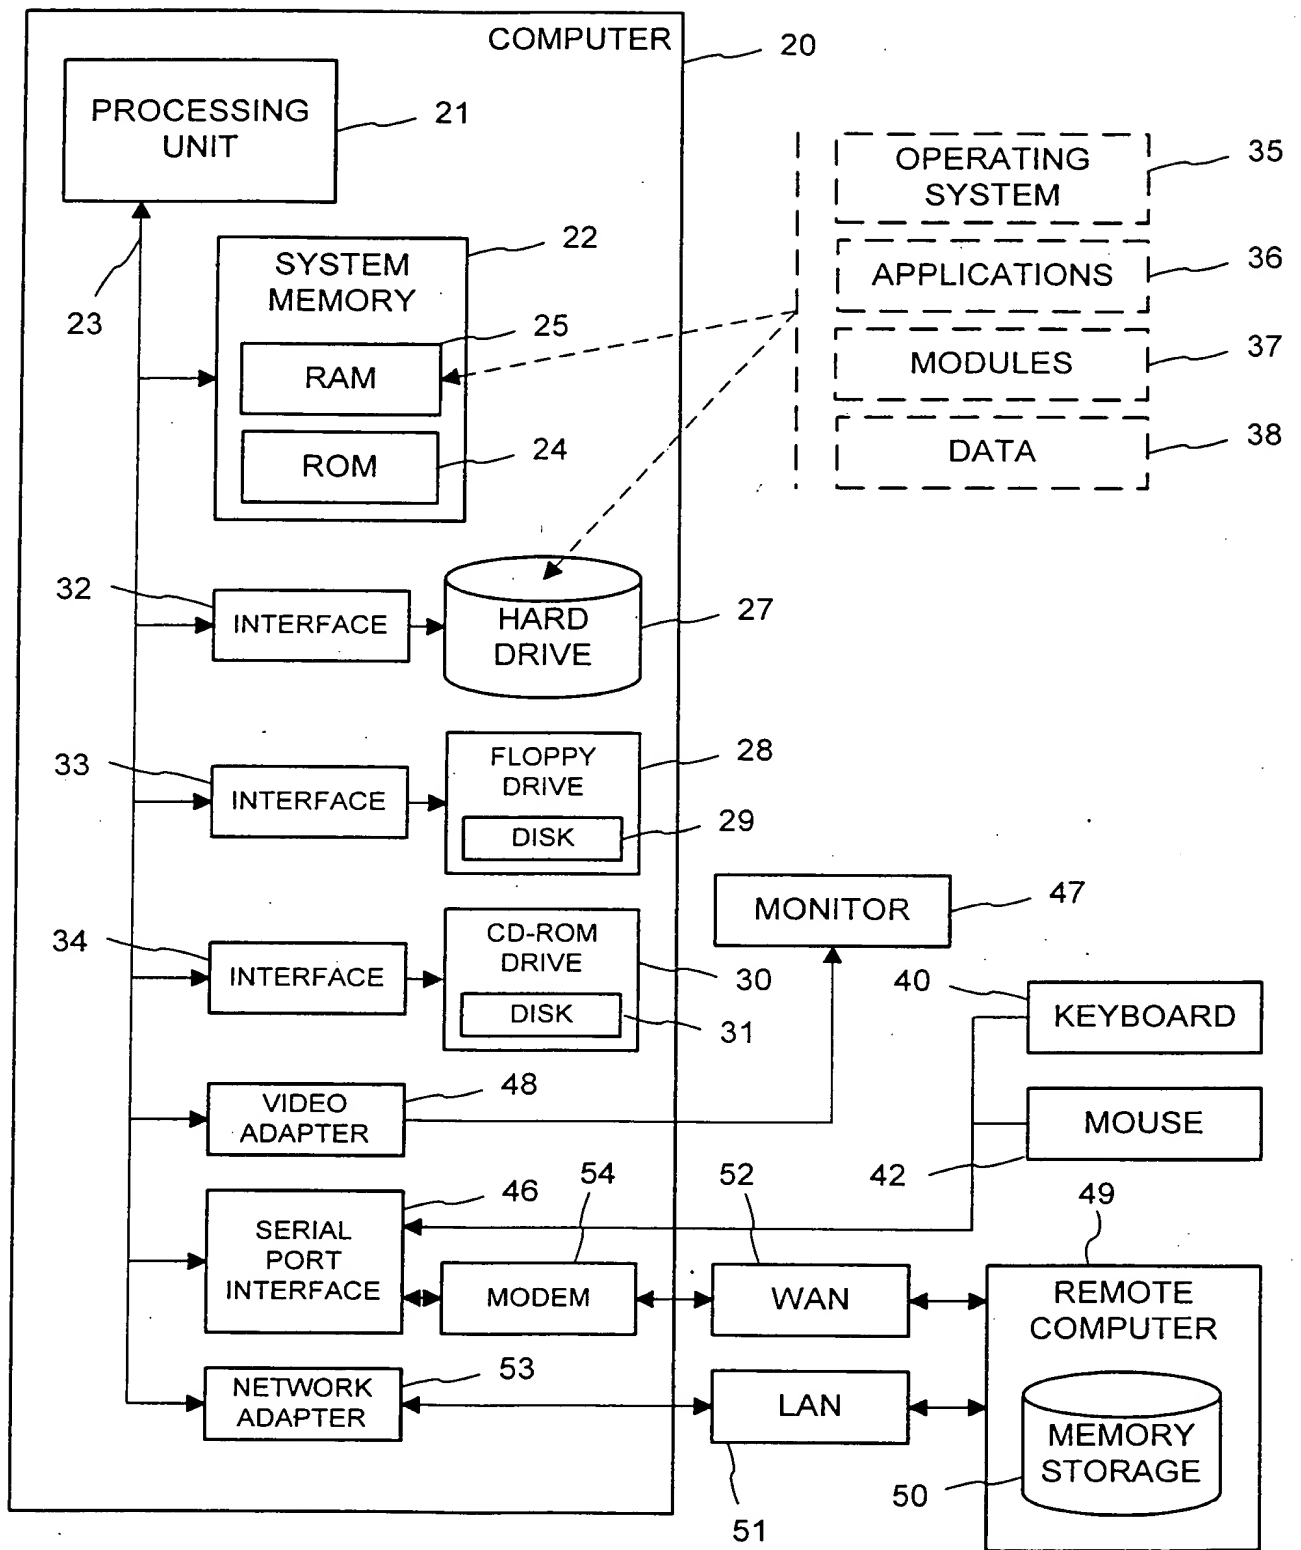 COMPUTER
20
PROCESSING
UNIT
21
23
22
SYSTEM
MEMORY
25
RAM
ROM
24
OPERATING
SYSTEM
35
APPLICATIONS
36
MODULES
37
DATA
38
32
INTERFACE
HARD
DRIVE
27
33
INTERFACE
FLOPPY
DRIVE
28
DISK
29
34
INTERFACE
CD-ROM
DRIVE
30
DISK
31
MONITOR
47
40
KEYBOARD
MOUSE
42
VIDEO
ADAPTER
48
46
SERIAL
PORT
INTERFACE
54
MODEM
52
WAN
49
REMOTE
COMPUTER
NETWORK
ADAPTER
53
LAN
51
MEMORY
STORAGE
50